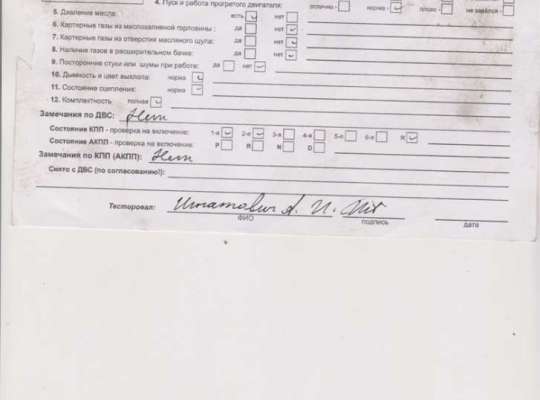 4. Пуск и работа прогретого двигателя: отлично - норма - плохо - не завёлся -
5. Давление масла: есть нет
6. Картерные газы из маслозаливной горловины : да нет
7. Картерные газы из отверстия масляного щупа: да нет
8. Наличие газов в расширительном бачке: да нет
9. Посторонние стуки или шумы при работе: да нет
10. Дымность и цвет выхлопа: норма
11. Состояние сцепления: норма
12. Комплектность полная
Замечания по ДВС: Нет
Состояние КПП - проверка на включение: 1-я 2-я 3-я 4-я 5-я 6-я R
Состояние АКПП - проверка на включение: P R N D
Замечания по КПП (АКПП): Нет
Снято с ДВС (по согласованию!):
Тестировал: Игнатович А. И.
ФИО подпись дата